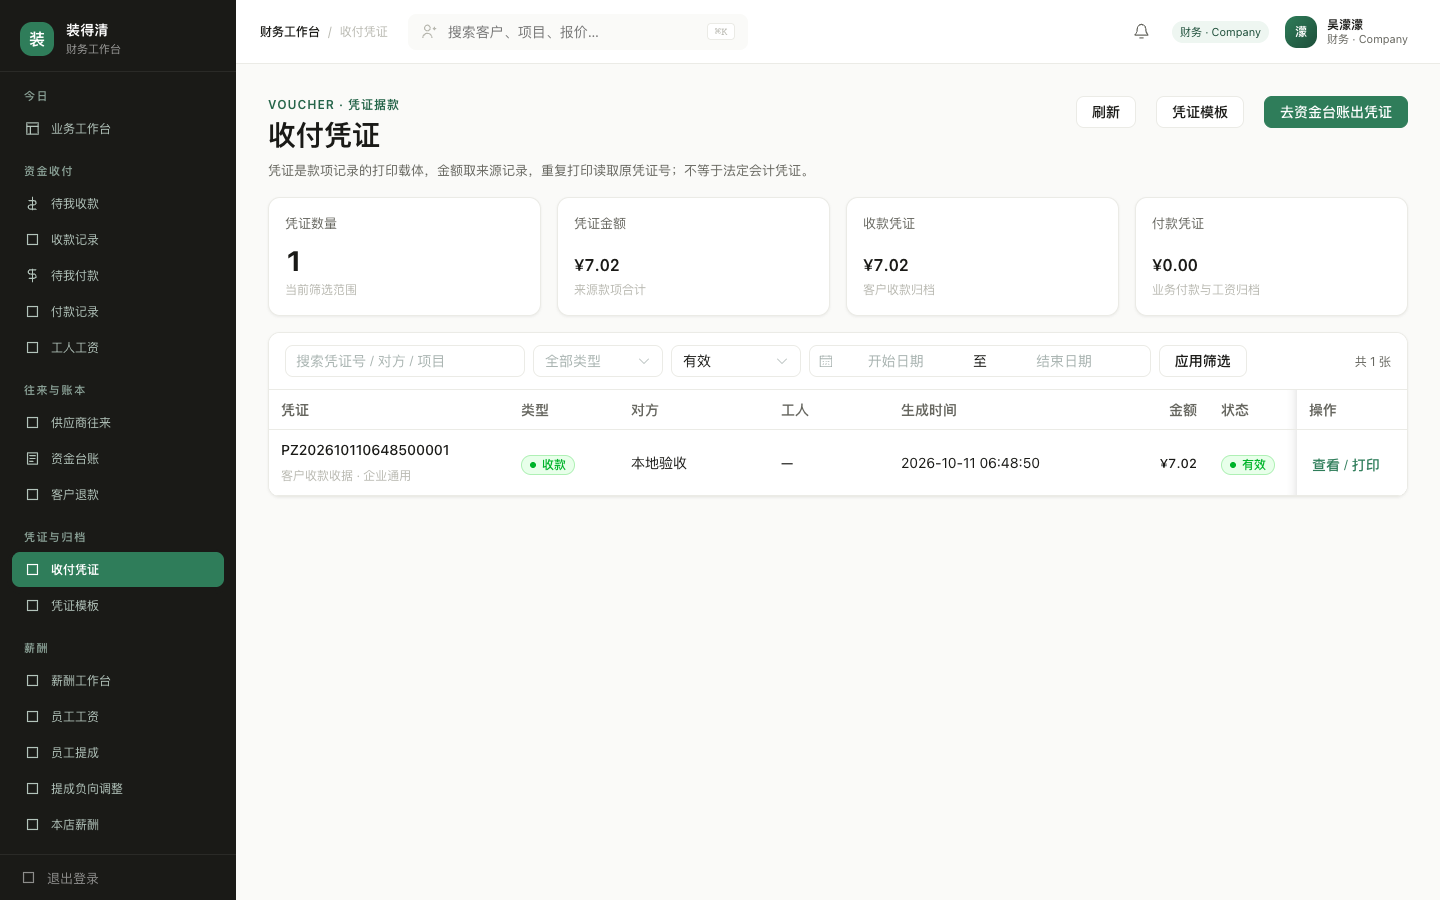 装
装得清
财务工作台
今日
业务工作台
资金收付
待我收款
收款记录
待我付款
付款记录
工人工资
往来与账本
供应商往来
资金台账
客户退款
凭证与归档
收付凭证
凭证模板
薪酬
薪酬工作台
员工工资
员工提成
提成负向调整
本店薪酬
退出登录
财务工作台 / 收付凭证
搜索客户、项目、报价... ⌘K
财务 · Company
濛
吴濛濛
财务 · Company
VOUCHER · 凭证据款
收付凭证
凭证是款项记录的打印载体，金额取来源记录，重复打印读取原凭证号；不等于法定会计凭证。
刷新 凭证模板 去资金台账出凭证
凭证数量
1
当前筛选范围
凭证金额
¥7.02
来源款项合计
收款凭证
¥7.02
客户收款归档
付款凭证
¥0.00
业务付款与工资归档
搜索凭证号 / 对方 / 项目 全部类型 有效 开始日期 至 结束日期 应用筛选 共 1 张
凭证 类型 对方 工人 生成时间 金额 状态 操作
PZ202610110648500001
客户收款收据 · 企业通用
收款 本地验收 — 2026-10-11 06:48:50 ¥7.02 有效 查看 / 打印